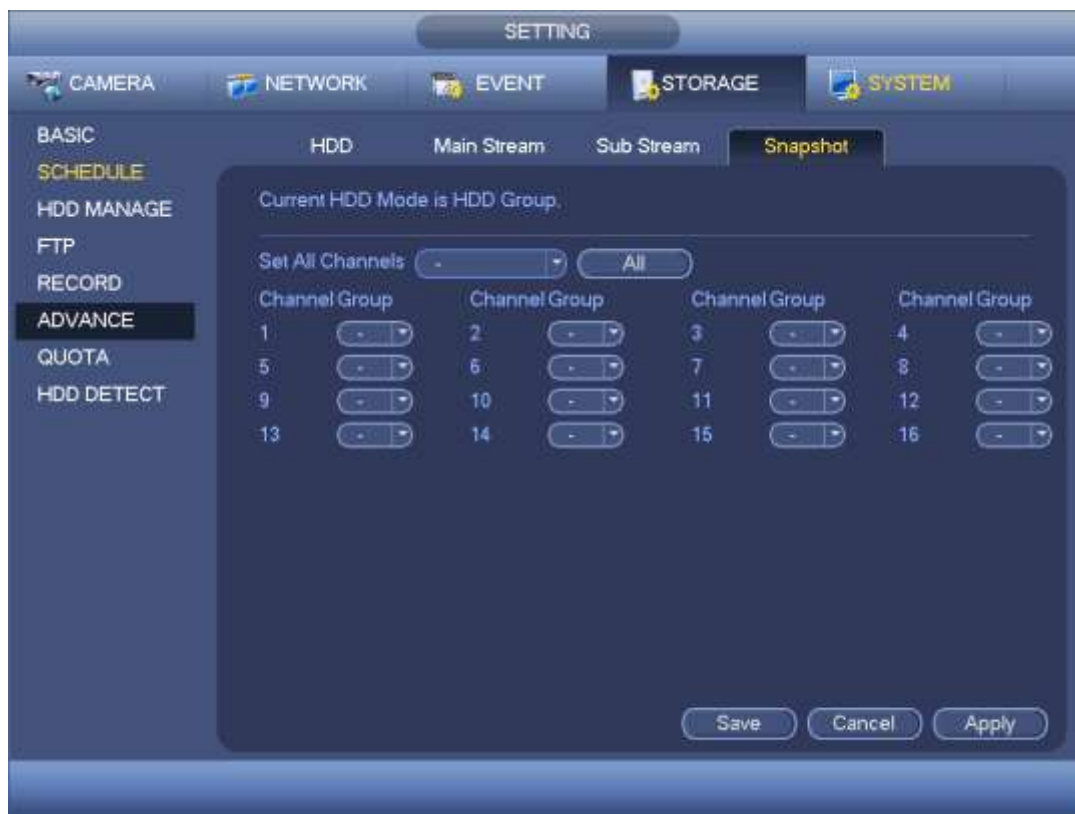 SETTING
CAMERA NETWORK EVENT STORAGE SYSTEM
BASIC
SCHEDULE
HDD MANAGE
FTP
RECORD
ADVANCE
QUOTA
HDD DETECT
HDD Main Stream Sub Stream Snapshot
Current HDD Mode is HDD Group.
Set All Channels - All
Channel Group Channel Group Channel Group Channel Group
1 - 2 - 3 - 4 -
5 - 6 - 7 - 8 -
9 - 10 - 11 - 12 -
13 - 14 - 15 - 16 -
Save Cancel Apply